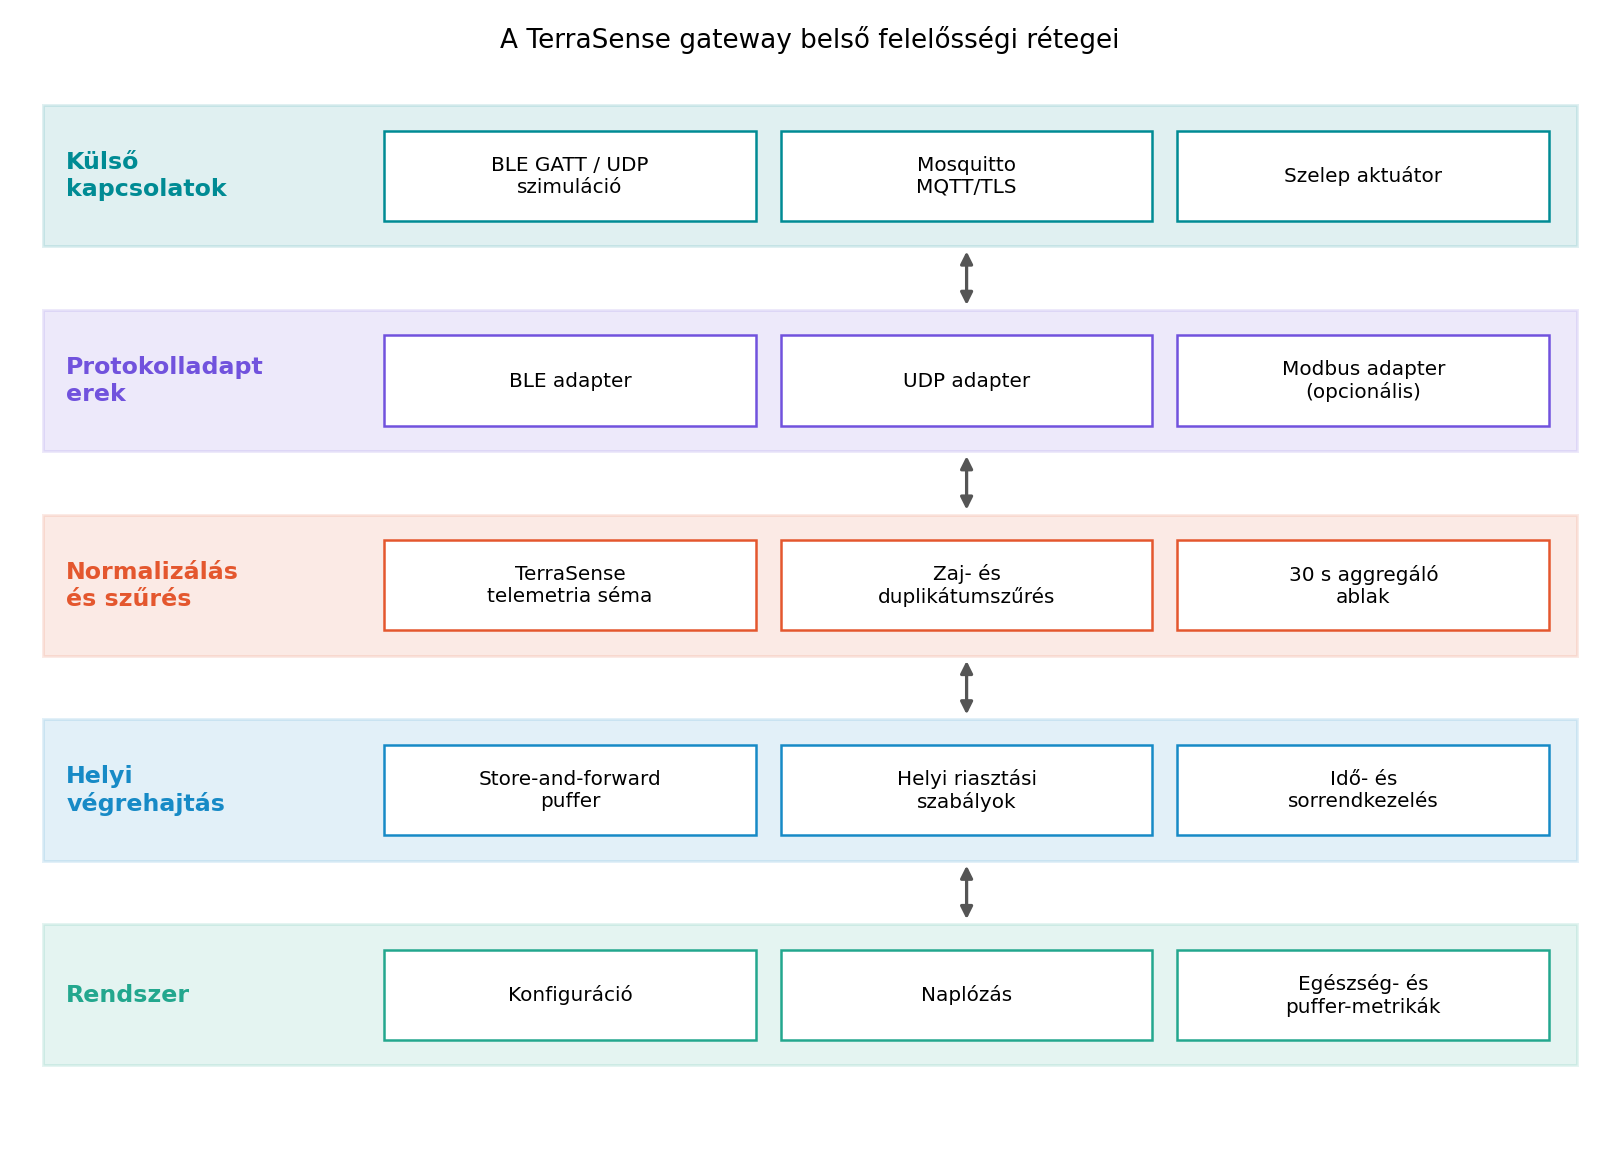 A TerraSense gateway belső felelősségi rétegei
Külső
kapcsolatok
BLE GATT / UDP
szimuláció
Mosquitto
MQTT/TLS
Szelep aktuátor
Protokolladapt
erek
BLE adapter
UDP adapter
Modbus adapter
(opcionális)
Normalizálás
és szűrés
TerraSense
telemetria séma
Zaj- és
duplikátumszűrés
30 s aggregáló
ablak
Helyi
végrehajtás
Store-and-forward
puffer
Helyi riasztási
szabályok
Idő- és
sorrendkezelés
Rendszer
Konfiguráció
Naplózás
Egészség- és
puffer-metrikák